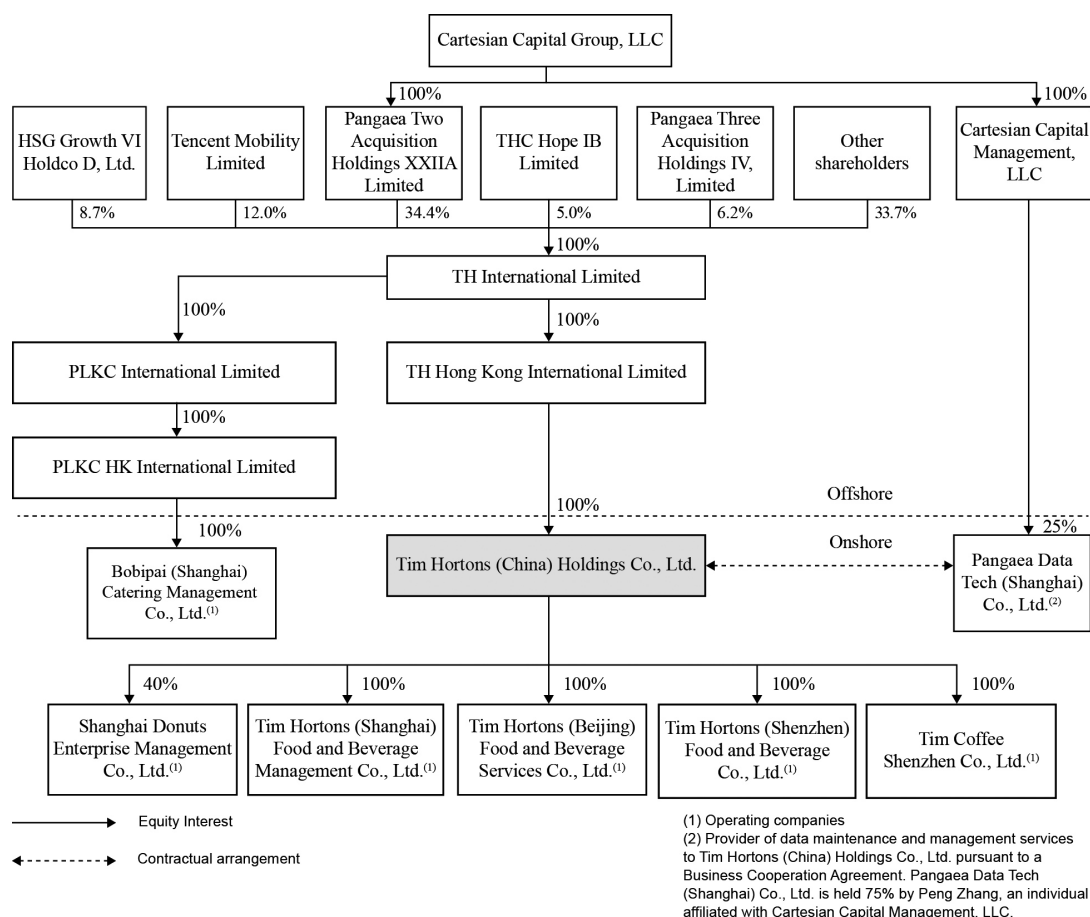 Cartesian Capital Group, LLC
100%
100%
HSG Growth VI
Holdco D, Ltd.
Tencent Mobility
Limited
Pangaea Two
Acquisition
Holdings XXIIA
Limited
THC Hope IB
Limited
Pangaea Three
Acquisition
Holdings IV,
Limited
Other
shareholders
Cartesian Capital
Management,
LLC
8.7%
12.0%
34.4%
5.0%
6.2%
33.7%
100%
TH International Limited
100%
100%
PLKC International Limited
TH Hong Kong International Limited
100%
PLKC HK International Limited
100%
Offshore
100%
25%
Onshore
Bobipai (Shanghai)
Catering Management
Co., Ltd.(1)
Tim Hortons (China) Holdings Co., Ltd.
Pangaea Data
Tech (Shanghai)
Co., Ltd.(2)
40%
100%
100%
100%
100%
Shanghai Donuts
Enterprise Management
Co., Ltd.(1)
Tim Hortons (Shanghai)
Food and Beverage
Management Co., Ltd.(1)
Tim Hortons (Beijing)
Food and Beverage
Services Co., Ltd.(1)
Tim Hortons (Shenzhen)
Food and Beverage
Co., Ltd.(1)
Tim Coffee
Shenzhen Co., Ltd.(1)
Equity Interest
Contractual arrangement
(1) Operating companies
(2) Provider of data maintenance and management services
to Tim Hortons (China) Holdings Co., Ltd. pursuant to a
Business Cooperation Agreement. Pangaea Data Tech
(Shanghai) Co., Ltd. is held 75% by Peng Zhang, an individual
affiliated with Cartesian Capital Management, LLC.